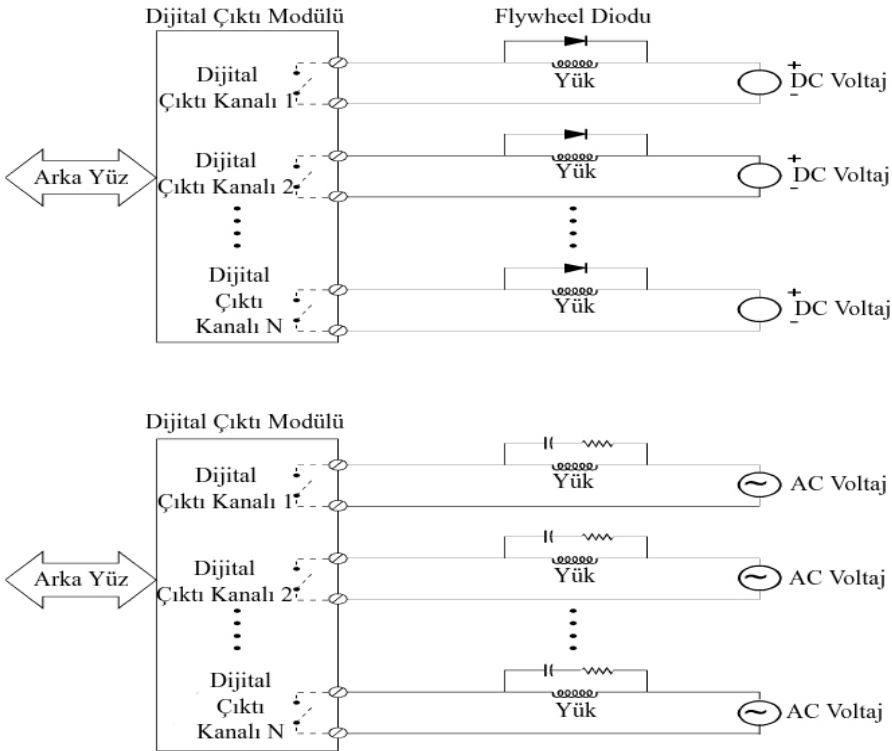 Dijital Çıktı Modülü
Flywheel Diodu
Dijital
Çıktı Kanalı 1
Yük
+
-
DC Voltaj
Arka Yüz
Dijital
Çıktı Kanalı 2
Yük
+
-
DC Voltaj
Dijital
Çıktı
Kanalı N
Yük
+
-
DC Voltaj
Dijital Çıktı Modülü
Dijital
Çıktı Kanalı 1
Yük
~
AC Voltaj
Arka Yüz
Dijital
Çıktı Kanalı 2
Yük
~
AC Voltaj
Dijital
Çıktı
Kanalı N
Yük
~
AC Voltaj